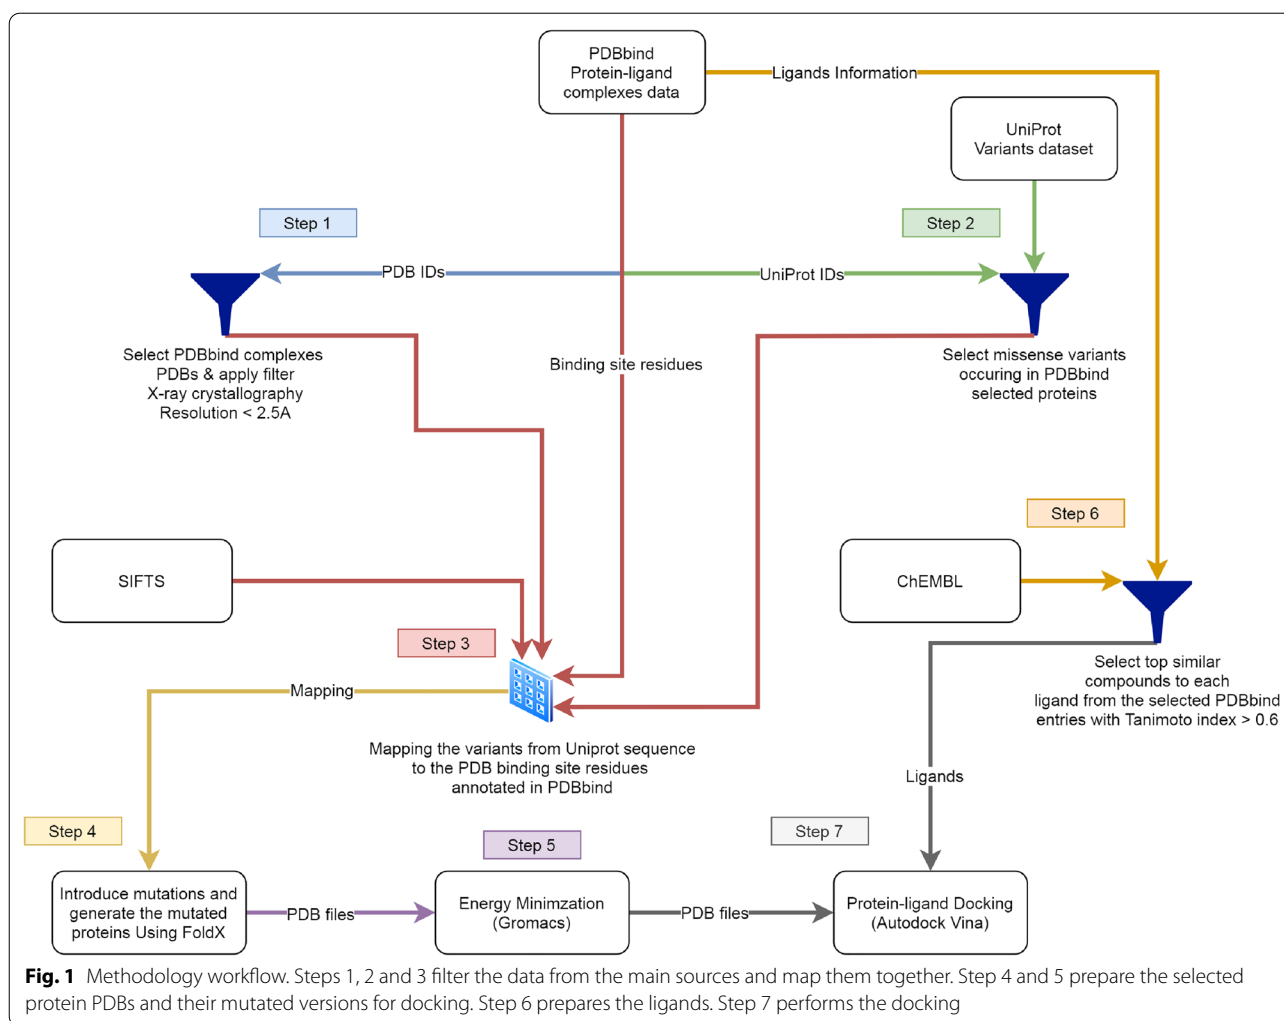 PDBbind
Protein-ligand
complexes data
Ligands Information
UniProt
Variants dataset
Step 1
Step 2
PDB IDs
UniProt IDs
Select PDBbind complexes
PDBs & apply filter
X-ray crystallography
Resolution < 2.5A
Binding site residues
Select missense variants
occuring in PDBbind
selected proteins
Step 6
SIFTS
ChEMBL
Step 3
Mapping
Select top similar
compounds to each
ligand from the selected PDBbind
entries with Tanimoto index > 0.6
Mapping the variants from Uniprot sequence
to the PDB binding site residues
annotated in PDBbind
Ligands
Step 4
Step 5
Step 7
Introduce mutations and
generate the mutated
proteins Using FoldX
PDB files
Energy Minimzation
(Gromacs)
PDB files
Protein-ligand Docking
(Autodock Vina)
Fig. 1 Methodology workflow. Steps 1, 2 and 3 filter the data from the main sources and map them together. Step 4 and 5 prepare the selected
protein PDBs and their mutated versions for docking. Step 6 prepares the ligands. Step 7 performs the docking